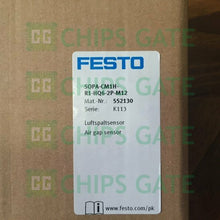 CHIPS GATE
FESTO
SOPA-CM1H-
R1-HQ6-2P-M12
Mat.-Nr.: 552130
Serie: K113
Luftspaltsensor
Air gap sensor
www.festo.com/pk